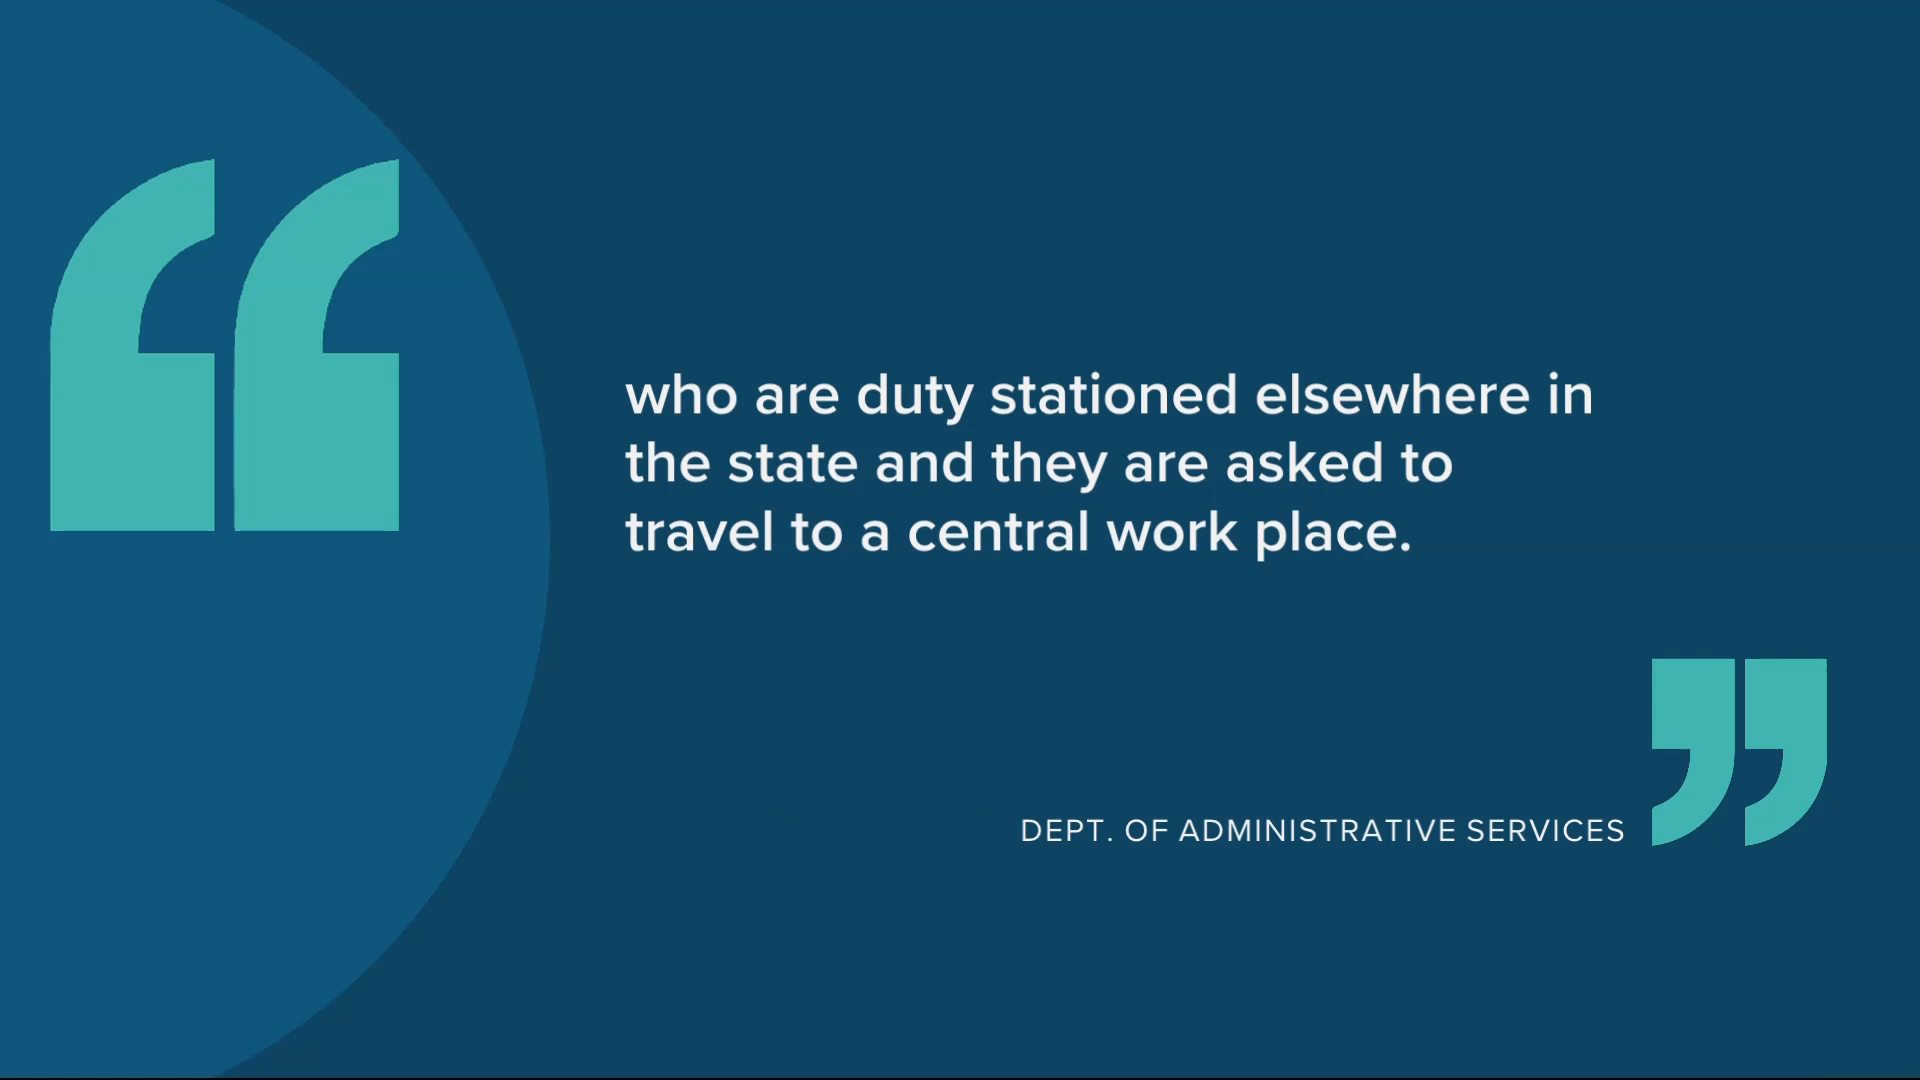 who are duty stationed elsewhere in
the state and they are asked to
travel to a central work place.
DEPT. OF ADMINISTRATIVE SERVICES